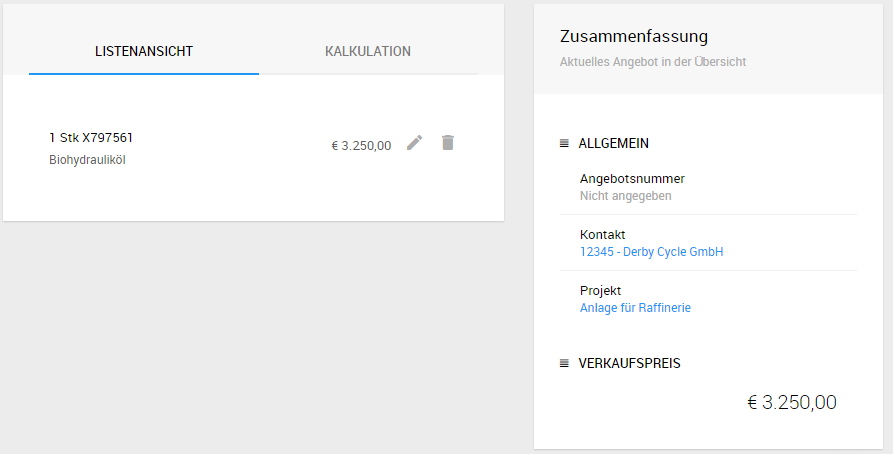 LISTENANSICHT
KALKULATION
1 Stk X797561
Biohydrauliköl
€ 3.250,00
Zusammenfassung
Aktuelles Angebot in der Übersicht
ALLGEMEIN
Angebotsnummer
Nicht angegeben
Kontakt
12345 - Derby Cycle GmbH
Projekt
Anlage für Raffinerie
VERKAUFSPREIS
€ 3.250,00